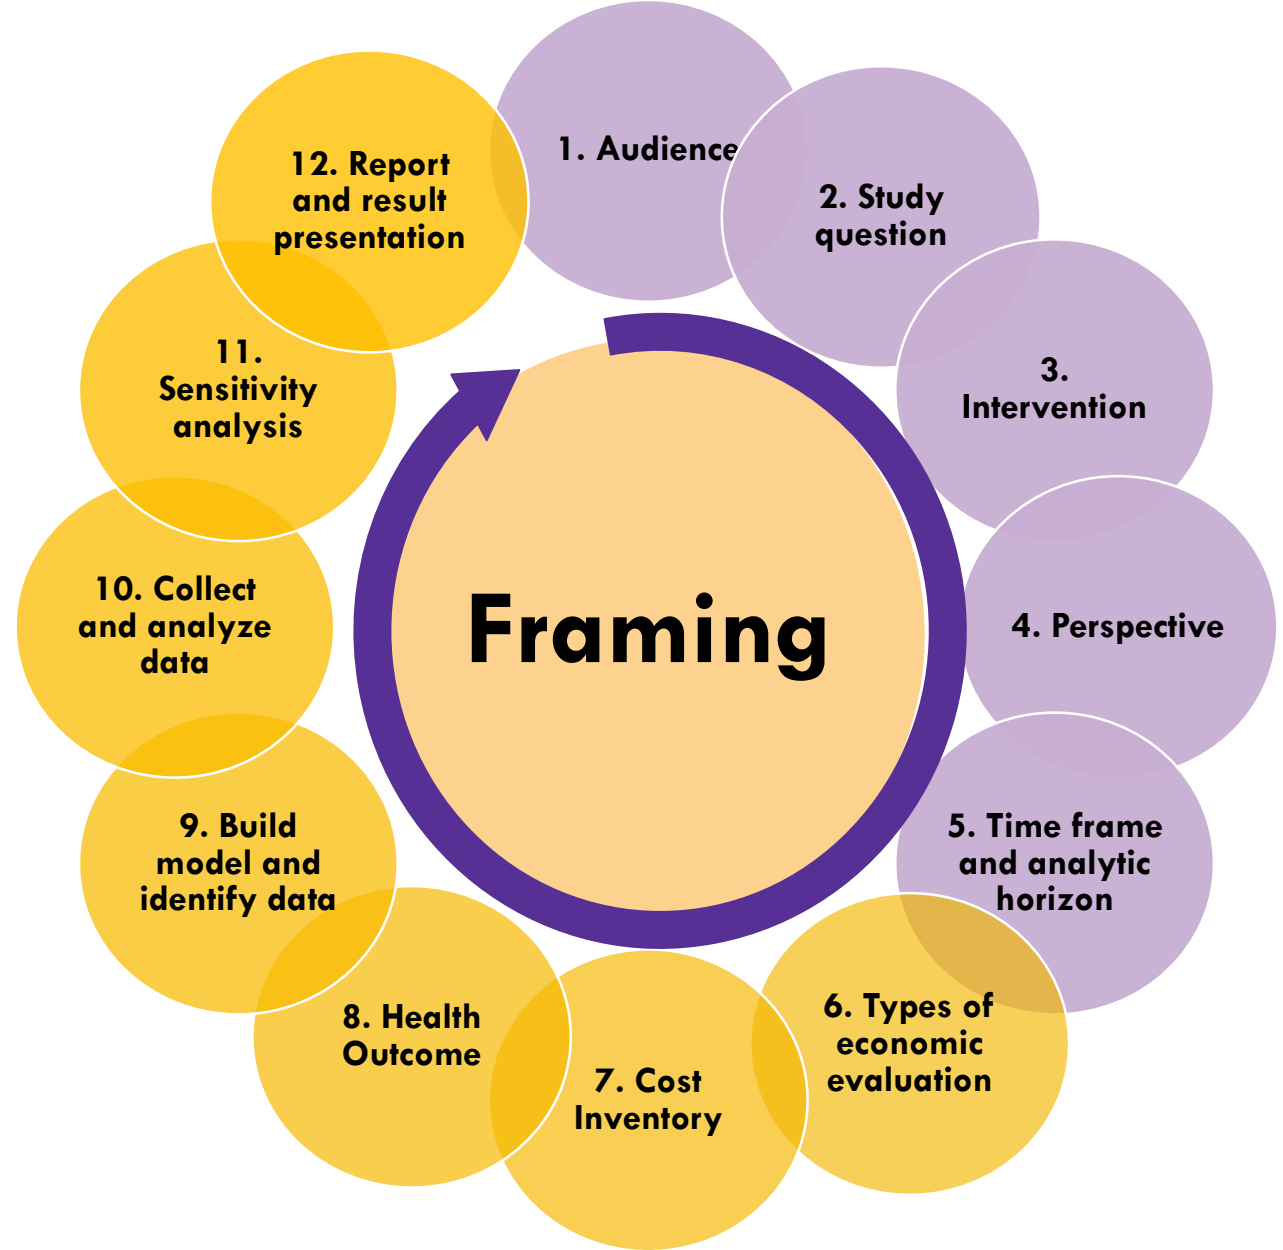 1. Audience
2. Study
question
3.
Intervention
4. Perspective
5. Time frame
and analytic
horizon
6. Types of
economic
evaluation
7. Cost
Inventory
8. Health
Outcome
9. Build
model and
identify data
10. Collect
and analyze
data
11.
Sensitivity
analysis
12. Report
and result
presentation
Framing